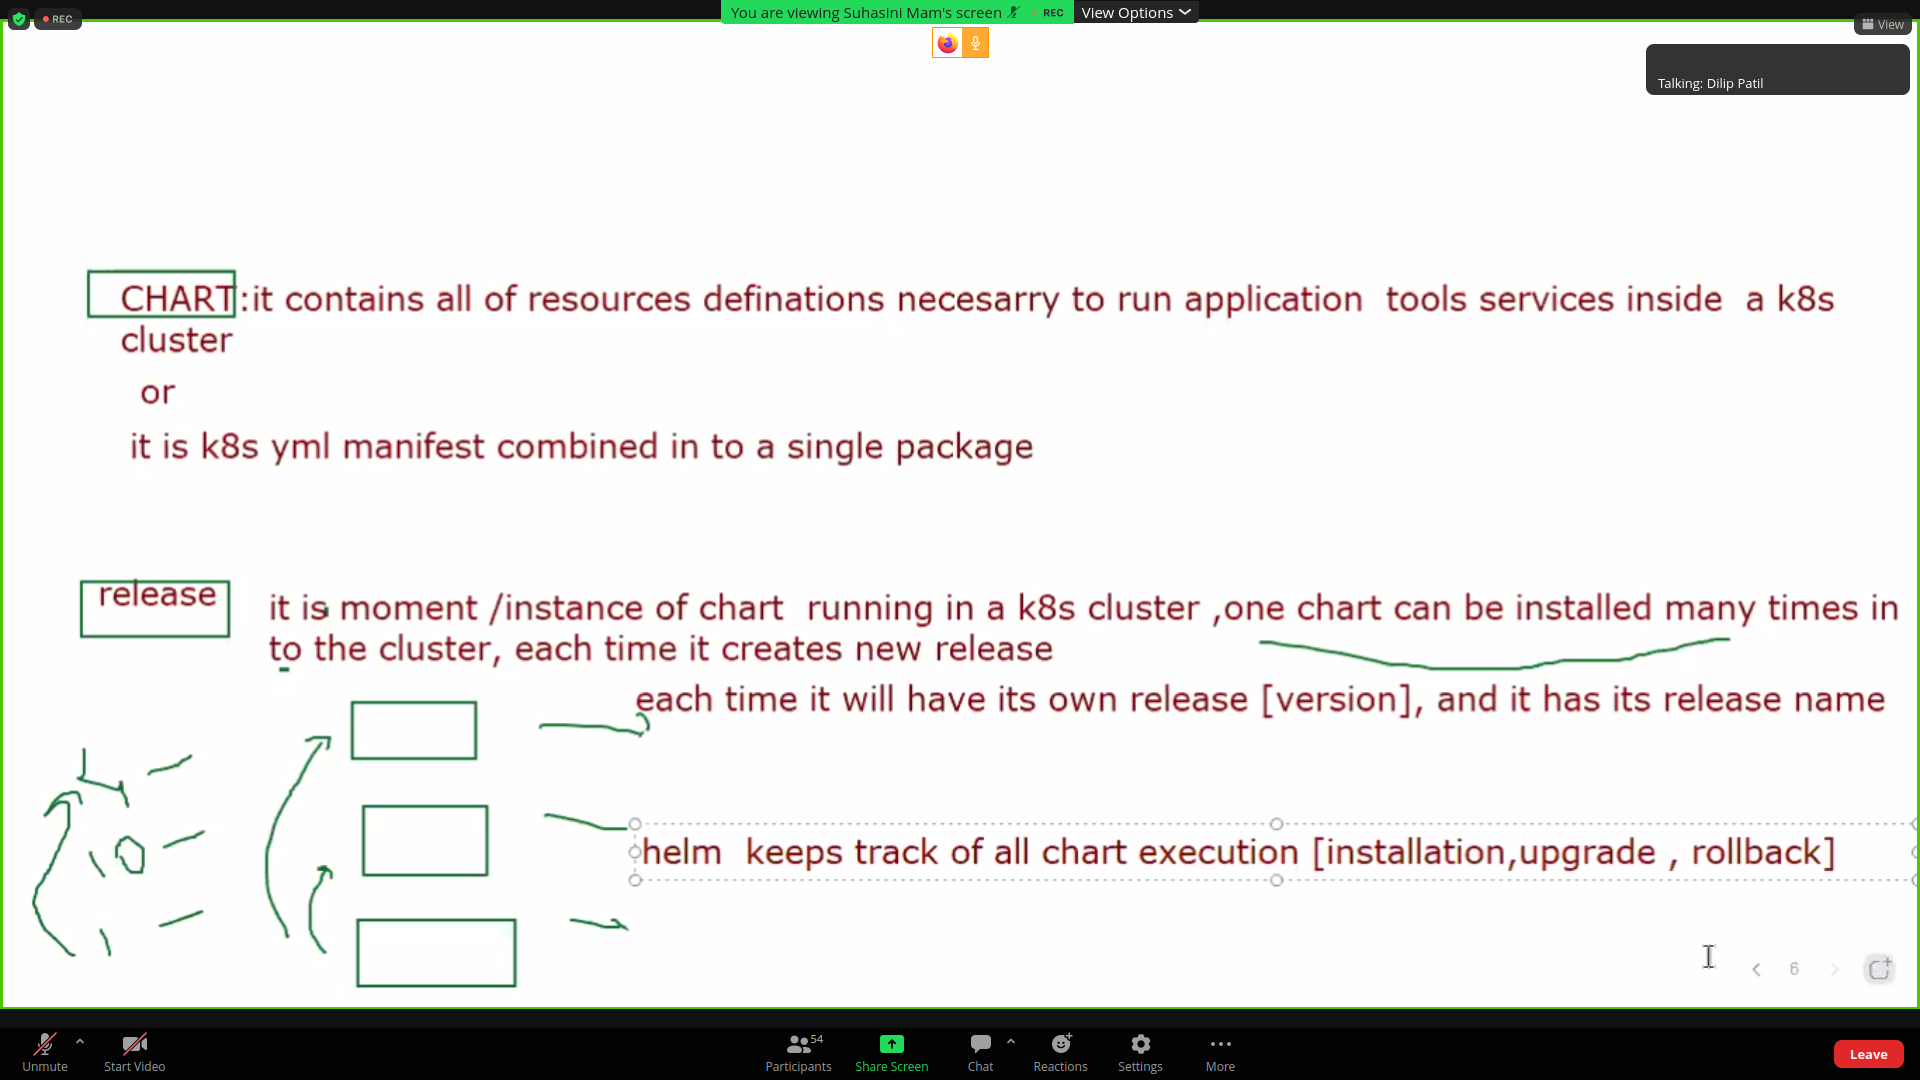 REC
You are viewing Suhasini Mam's screen REC View Options
View
Talking: Dilip Patil
CHART:it contains all of resources definations necesarry to run application tools services inside a k8s
cluster
or
it is k8s yml manifest combined in to a single package
release
it is moment /instance of chart running in a k8s cluster ,one chart can be installed many times in
to the cluster, each time it creates new release
each time it will have its own release [version], and it has its release name
4 -
10 -
1 -
helm keeps track of all chart execution [installation,upgrade , rollback]
6
Unmute Start Video Participants 54 Share Screen Chat Reactions Settings More Leave